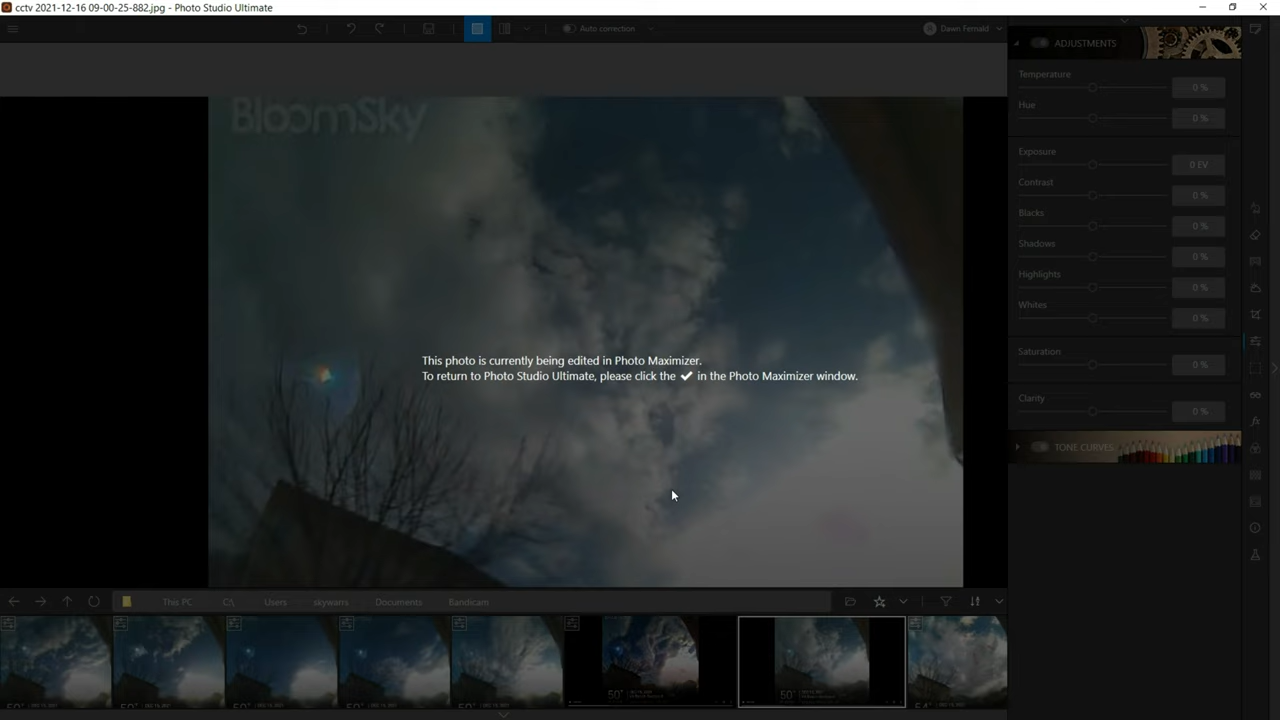 cctv 2021-12-16 09-00-25-882.jpg - Photo Studio Ultimate
Auto correction
Dawn Fernald
ADJUSTMENTS
BloomSky
Temperature
0 %
Hue
0 %
Exposure
0 EV
Contrast
0 %
Blacks
0 %
Shadows
0 %
Highlights
0 %
Whites
0 %
This photo is currently being edited in Photo Maximizer.
To return to Photo Studio Ultimate, please click the ✔ in the Photo Maximizer window.
Saturation
0 %
Clarity
0 %
TONE CURVES
This PC
C:\
Users
skywarrs
Documents
Bandicam
50°
50°